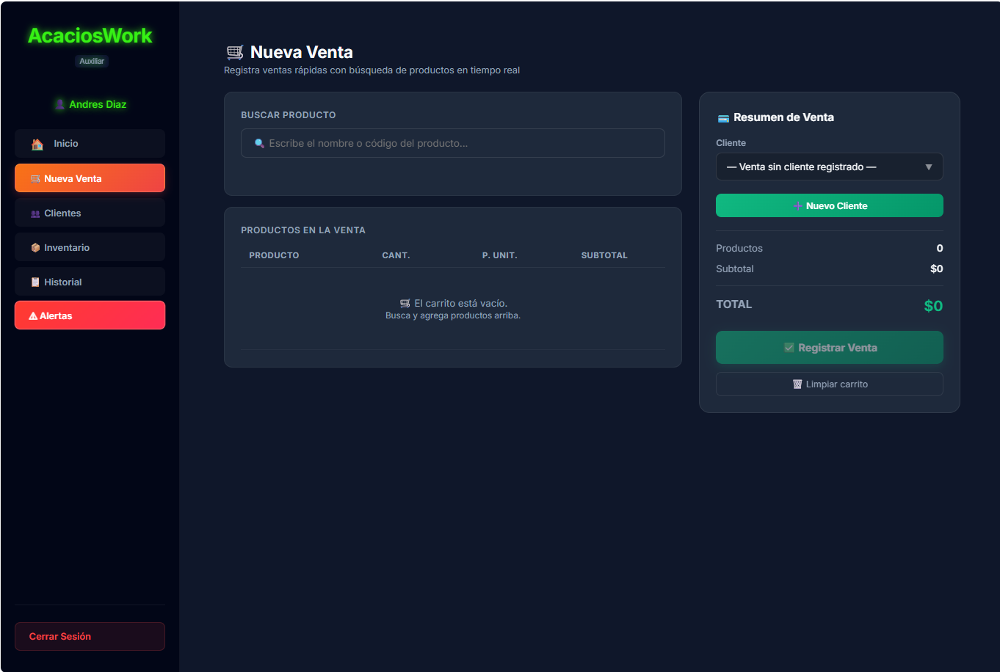 AcaciosWork
Auxiliar
Andres Diaz
Inicio
Nueva Venta
Clientes
Inventario
Historial
Alertas
Cerrar Sesión
Nueva Venta
Registra ventas rápidas con búsqueda de productos en tiempo real
BUSCAR PRODUCTO
Escribe el nombre o código del producto...
PRODUCTOS EN LA VENTA
PRODUCTO CANT. P. UNIT. SUBTOTAL
El carrito está vacío.
Busca y agrega productos arriba.
Resumen de Venta
Cliente
— Venta sin cliente registrado —
Nuevo Cliente
Productos 0
Subtotal $0
TOTAL $0
Registrar Venta
Limpiar carrito